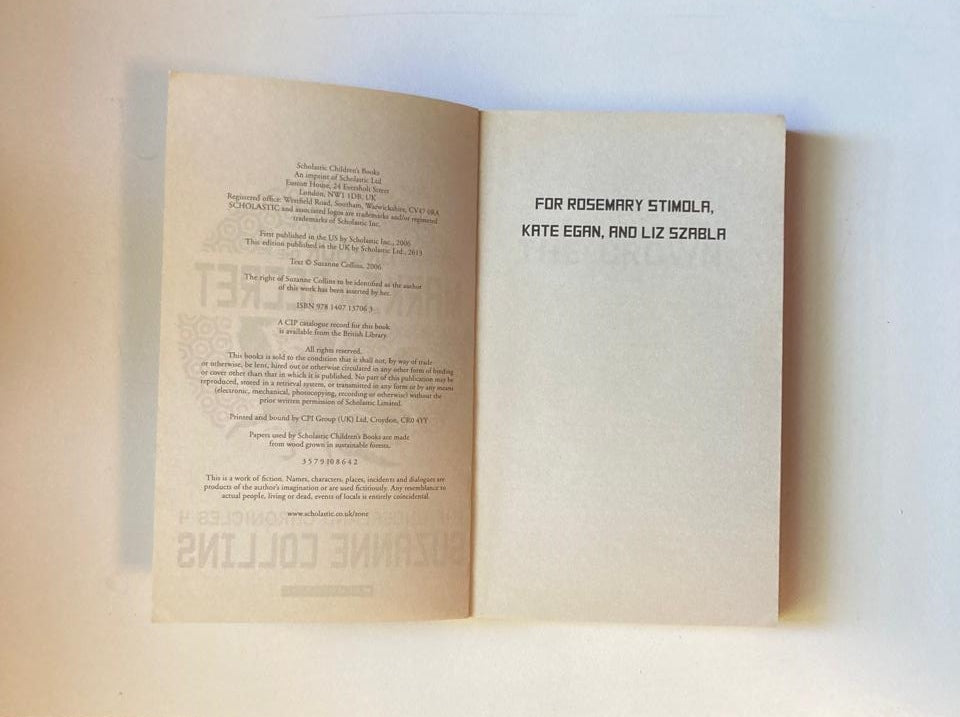 Scholastic Children's Books
An imprint of Scholastic Ltd
Euston House, 24 Eversholt Street
London, NW1 1DB, UK
Registered office: Westfield Road, Southam, Warwickshire, CV47 0RA
SCHOLASTIC and associated logos are trademarks and/or registered
trademarks of Scholastic Inc.
First published in the US by Scholastic Inc., 2006
This edition published in the UK by Scholastic Ltd., 2013
Text © Suzanne Collins, 2006
The right of Suzanne Collins to be identified as the author
of this work has been asserted by her.
ISBN 978 1407 13706 3
A CIP catalogue record for this book
is available from the British Library.
All rights reserved.
This books is sold to the condition that it shall not, by way of trade
or otherwise, be lent, hired out or otherwise circulated in any other form of binding
or cover other than that in which it is published. No part of this publication may be
reproduced, stored in a retrieval system, or transmitted in any form or by any means
(electronic, mechanical, photocopying, recording or otherwise) without the
prior written permission of Scholastic Limited.
Printed and bound by CPI Group (UK) Ltd, Croydon, CR0 4YY
Papers used by Scholastic Children's Books are made
from wood grown in sustainable forests.
3 5 7 9 10 8 6 4 2
This is a work of fiction. Names, characters, places, incidents and dialogues are
products of the author's imagination or are used fictitiously. Any resemblance to
actual people, living or dead, events of locals is entirely coincidental.
www.scholastic.co.uk/zone
SUZANNE COLLINS
FOR ROSEMARY STIMOLA,
KATE EGAN, AND LIZ SZABLA